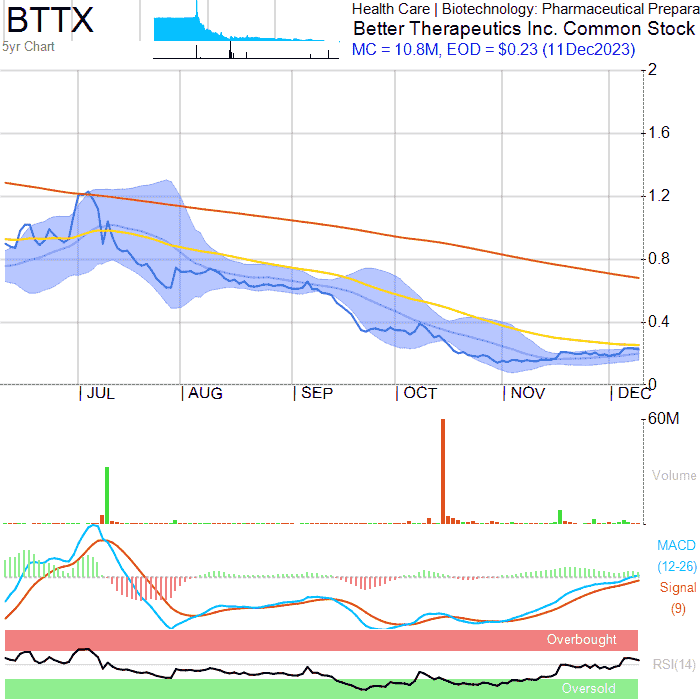 BTTX
5yr Chart
Health Care | Biotechnology: Pharmaceutical Prepara
Better Therapeutics Inc. Common Stock
MC = 10.8M, EOD = $0.23 (11Dec2023)
2
1.6
1.2
0.8
0.4
0
JUL AUG SEP OCT NOV DEC
60M
Volume
MACD
(12-26)
Signal
(9)
Overbought
RSI(14)
Oversold